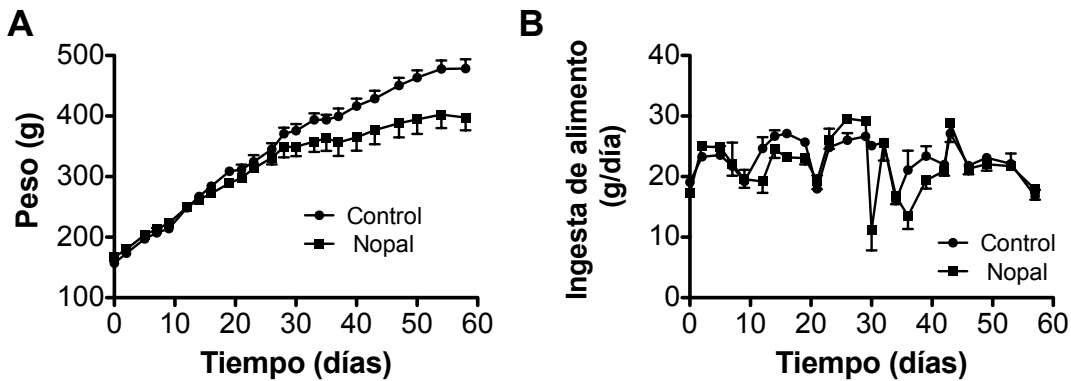 A
Peso (g)
500
400
300
200
100
0 10 20 30 40 50 60
Tiempo (días)
Control
Nopal
B
Ingesta de alimento
(g/día)
40
30
20
10
0
0 10 20 30 40 50 60
Tiempo (días)
Control
Nopal